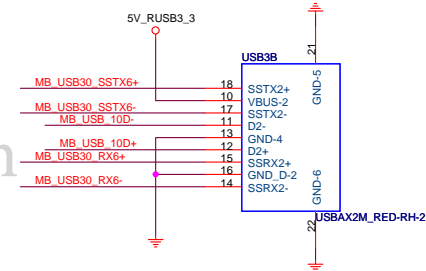 5V_RUSB3_3
USB3B
21
GND-5
MB_USB30_SSTX6+ 18 SSTX2+
10 VBUS-2
MB_USB30_SSTX6- 17 SSTX2-
MB_USB_10D- 11 D2-
13 GND-4
MB_USB_10D+ 12 D2+
MB_USB30_RX6+ 15 SSRX2+
16 GND_D-2
MB_USB30_RX6- 14 SSRX2-
GND-6
22
USBAX2M_RED-RH-2